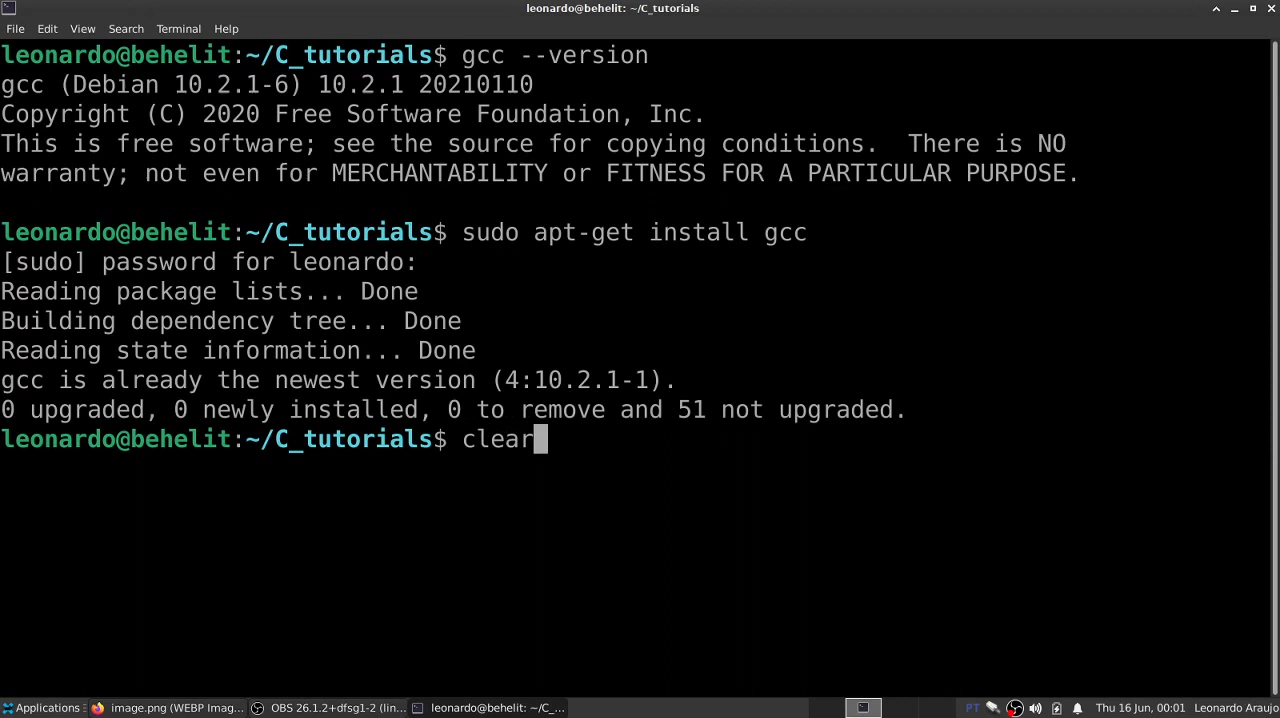 leonardo@behelit: ~/C_tutorials
File Edit View Search Terminal Help
leonardo@behelit:~/C_tutorials$ gcc --version
gcc (Debian 10.2.1-6) 10.2.1 20210110
Copyright (C) 2020 Free Software Foundation, Inc.
This is free software; see the source for copying conditions.  There is NO
warranty; not even for MERCHANTABILITY or FITNESS FOR A PARTICULAR PURPOSE.
leonardo@behelit:~/C_tutorials$ sudo apt-get install gcc
[sudo] password for leonardo:
Reading package lists... Done
Building dependency tree... Done
Reading state information... Done
gcc is already the newest version (4:10.2.1-1).
0 upgraded, 0 newly installed, 0 to remove and 51 not upgraded.
leonardo@behelit:~/C_tutorials$ clear
Applications image.png (WEBP Imag... OBS 26.1.2+dfsg1-2 (lin... leonardo@behelit: ~/C_... PT Thu 16 Jun, 00:01 Leonardo Araujo